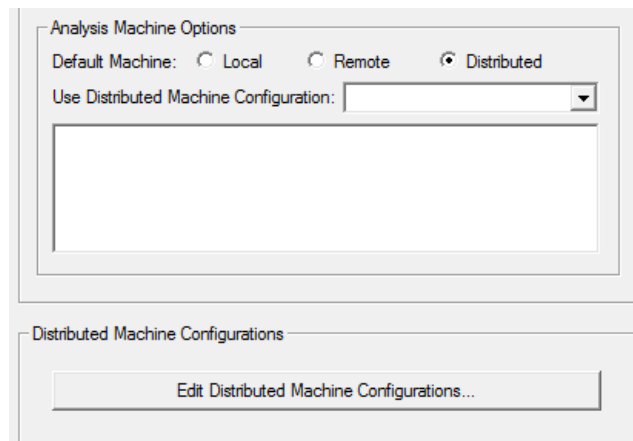 Analysis Machine Options
Default Machine: Local Remote Distributed
Use Distributed Machine Configuration:
Distributed Machine Configurations
Edit Distributed Machine Configurations...